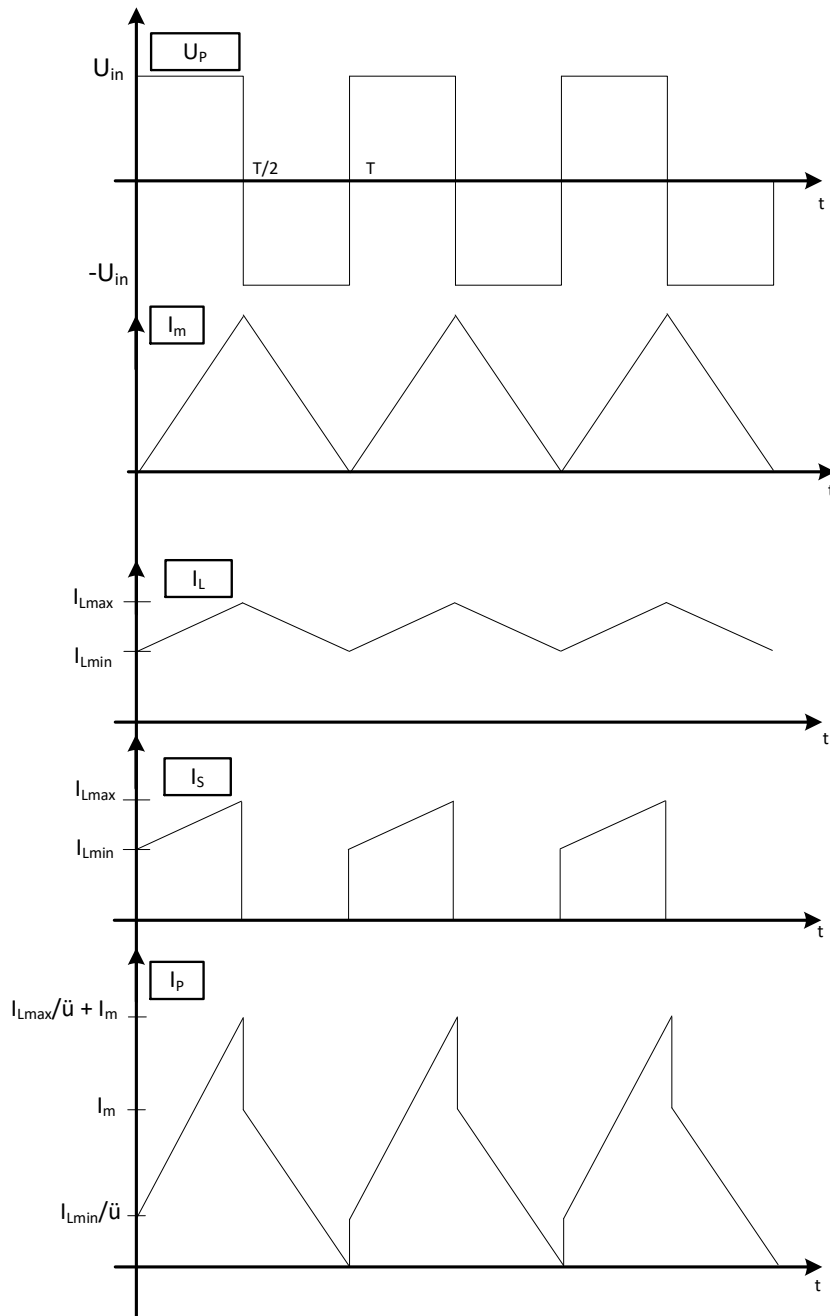 U_P
U_in
T/2 T
t
-U_in
I_m
t
I_L
I_Lmax
I_Lmin
t
I_S
I_Lmax
I_Lmin
t
I_P
I_Lmax/ü + I_m
I_m
I_Lmin/ü
t